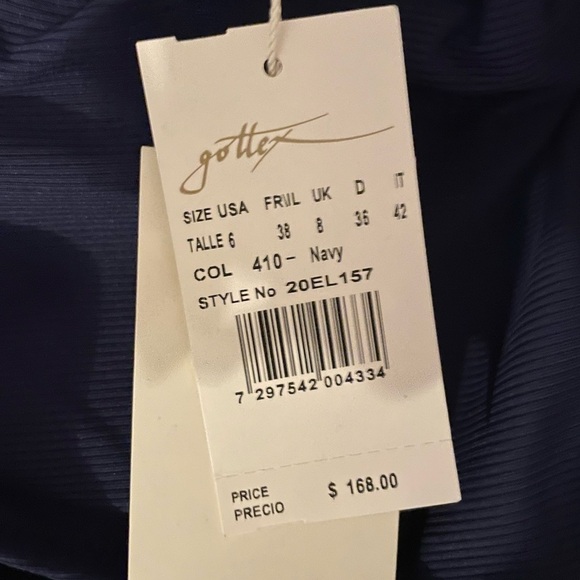 gottex
SIZE USA FR\IL UK D IT
TALLE 6 38 8 36 42
COL 410- Navy
STYLE No 20EL157
7 297542 004334
PRICE $ 168.00
PRECIO